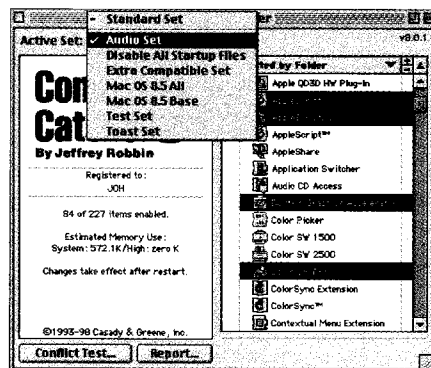 Standard Set
Active Set:
Audio Set
v8.0.1
Disable All Startup Files
Extra Compatible Set
Mac OS 8.5 All
Mac OS 8.5 Base
Test Set
Toast Set
by Folder
Con
Cat
By Jeffrey Robbin
Registered to:
JOH
84 of 227 items enabled.
Estimated Memory Use:
System: 572.1K/High: zero K
Changes take effect after restart.
©1993-98 Casady & Greene, Inc.
Conflict Test...
Report...
Apple QD3D HW Plug-In
AppleScript™
AppleShare
Application Switcher
Audio CD Access
Color Picker
Color SW 1500
Color SW 2500
ColorSync Extension
ColorSync™
Contextual Menu Extension